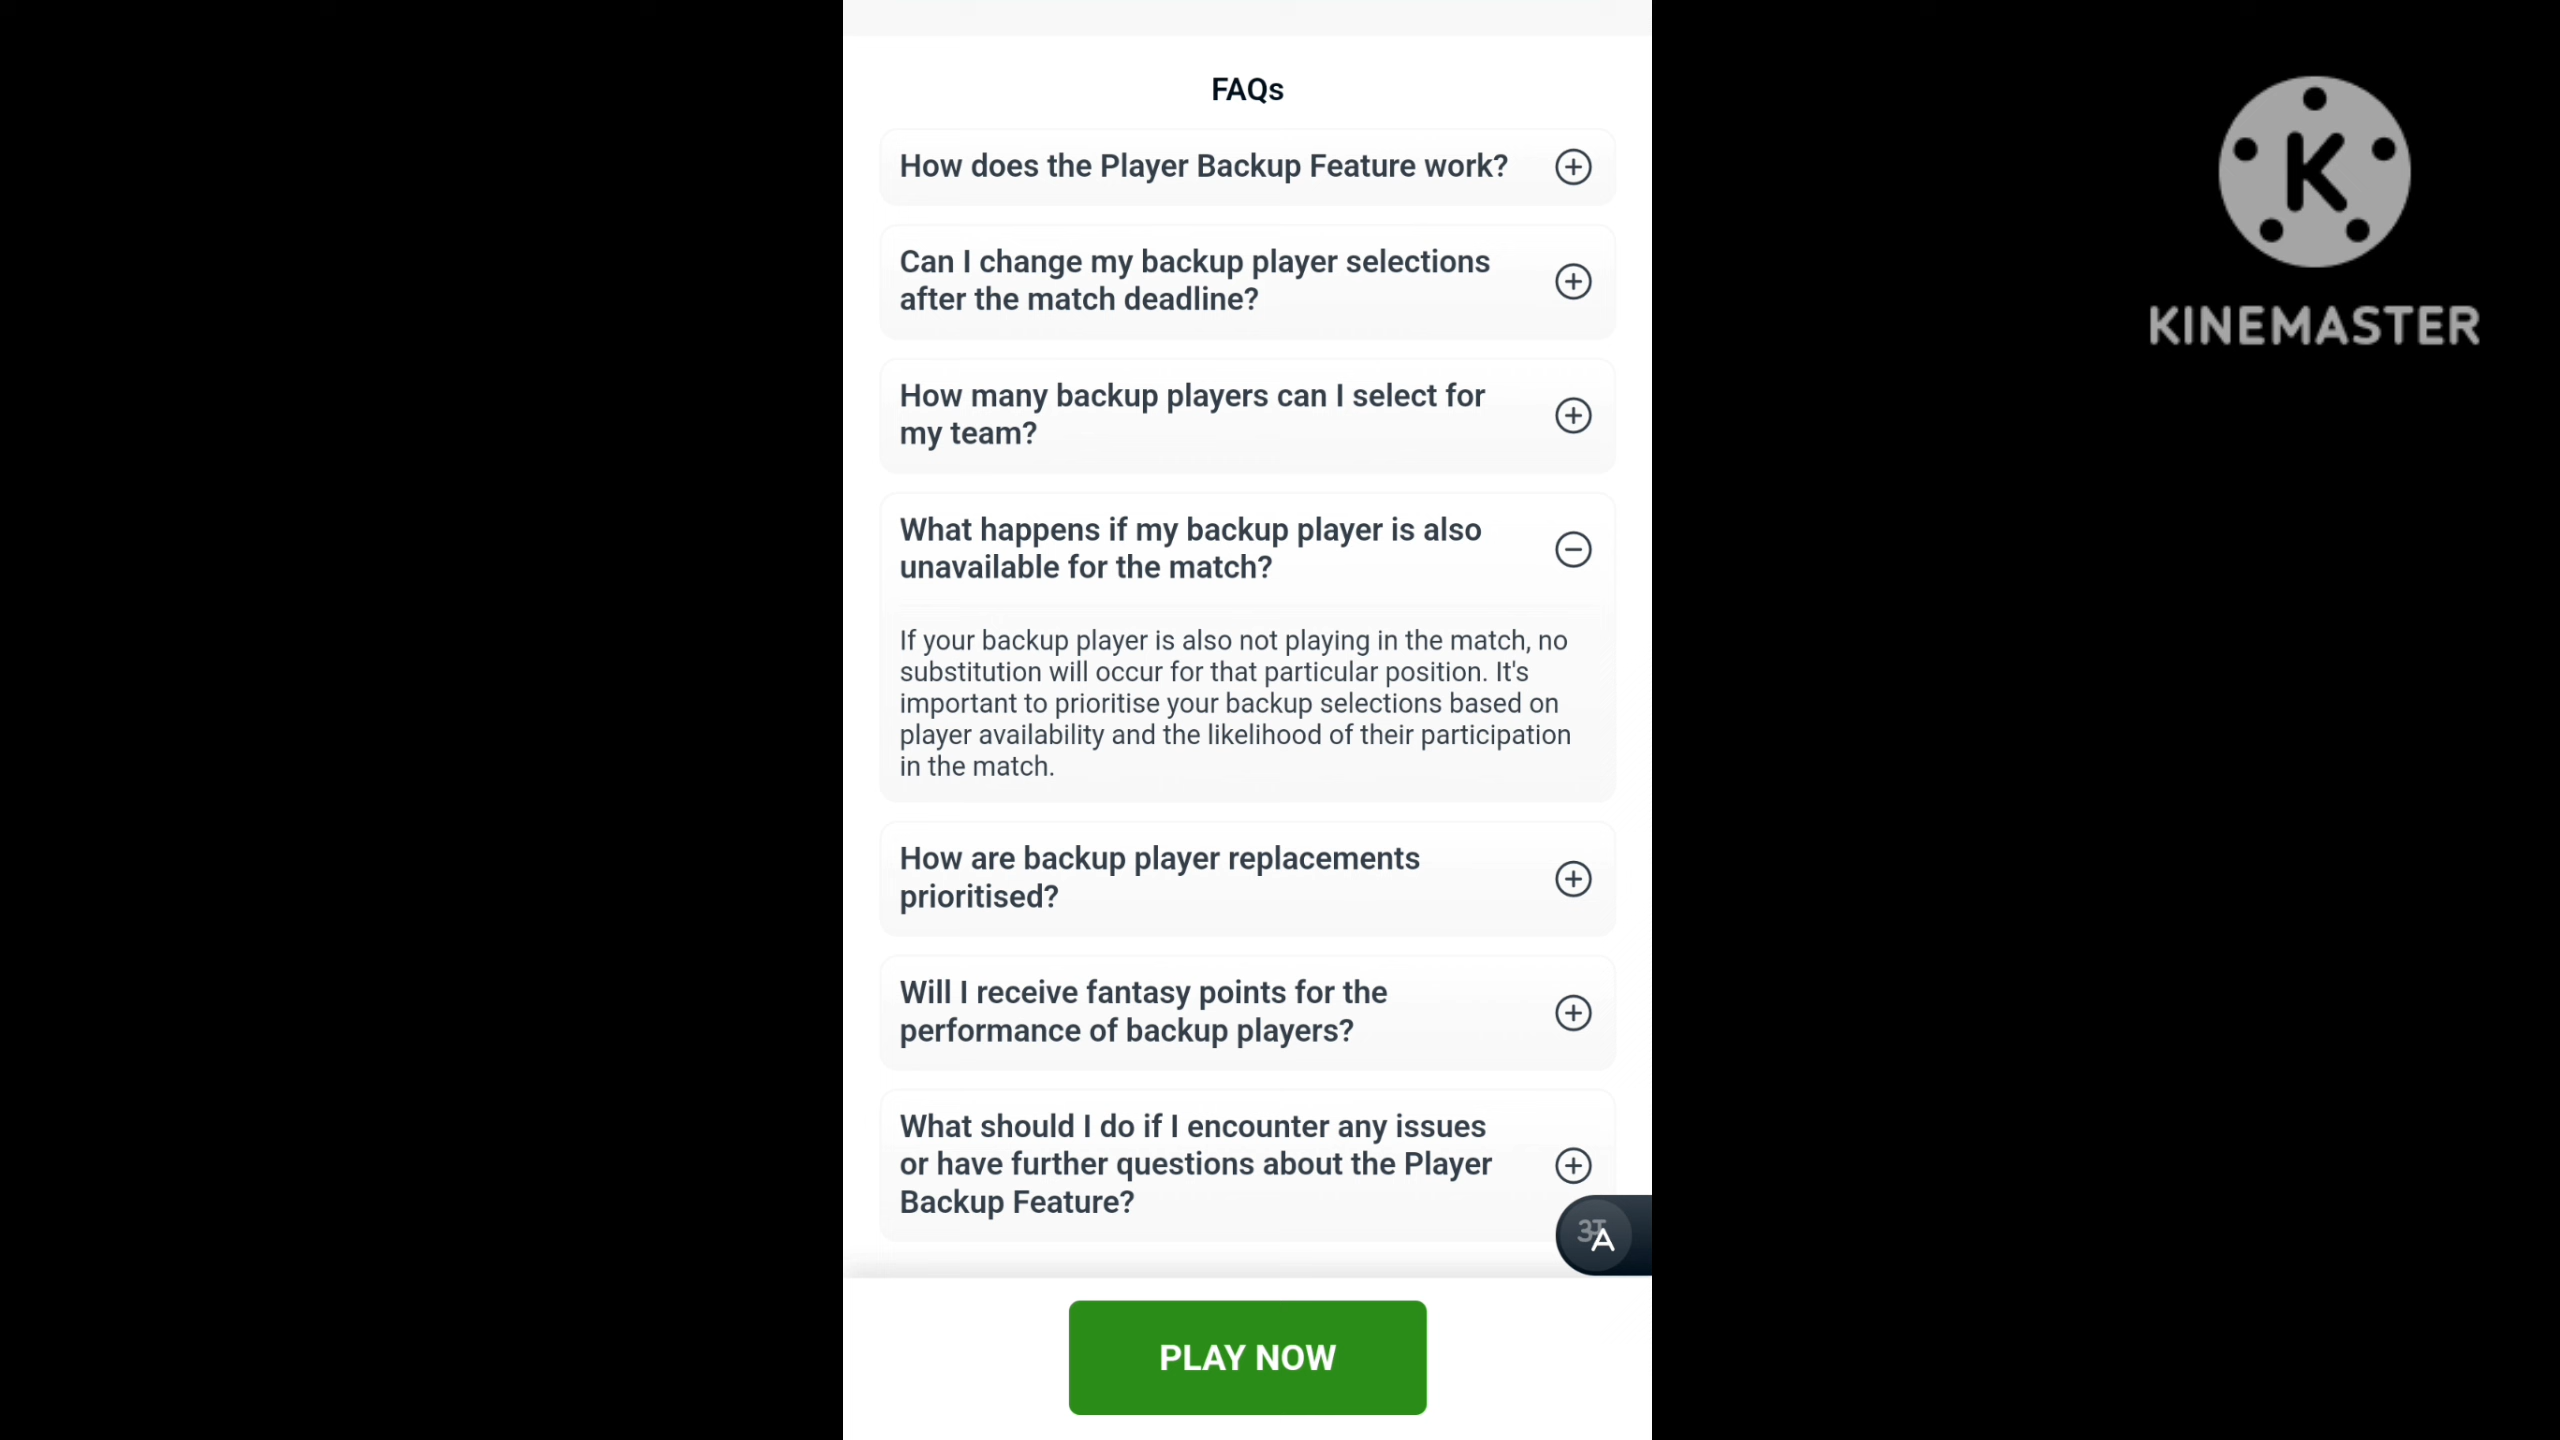 FAQs
How does the Player Backup Feature work?
Can I change my backup player selections
after the match deadline?
How many backup players can I select for
my team?
What happens if my backup player is also
unavailable for the match?
If your backup player is also not playing in the match, no
substitution will occur for that particular position. It's
important to prioritise your backup selections based on
player availability and the likelihood of their participation
in the match.
How are backup player replacements
prioritised?
Will I receive fantasy points for the
performance of backup players?
What should I do if I encounter any issues
or have further questions about the Player
Backup Feature?
अ
A
PLAY NOW
K
KINEMASTER